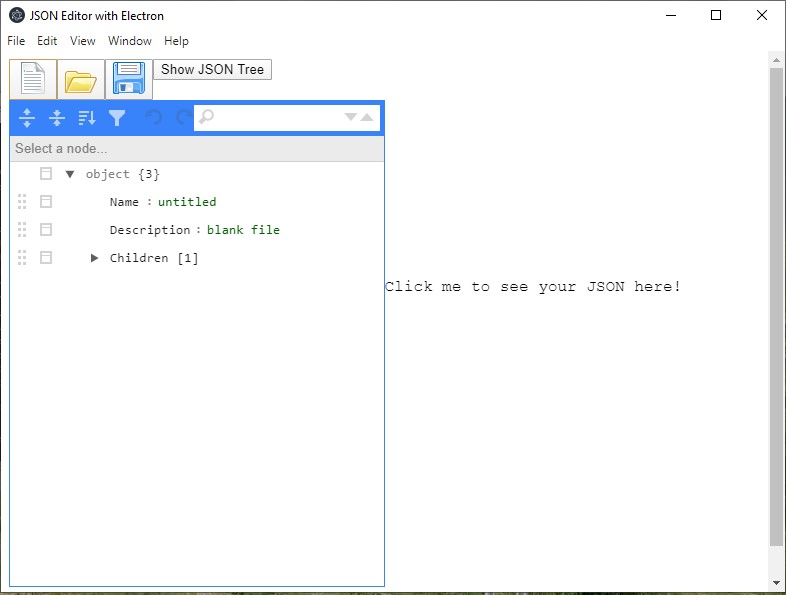 JSON Editor with Electron
File Edit View Window Help
Show JSON Tree
Select a node...
object {3}
Name : untitled
Description : blank file
Children [1]
Click me to see your JSON here!